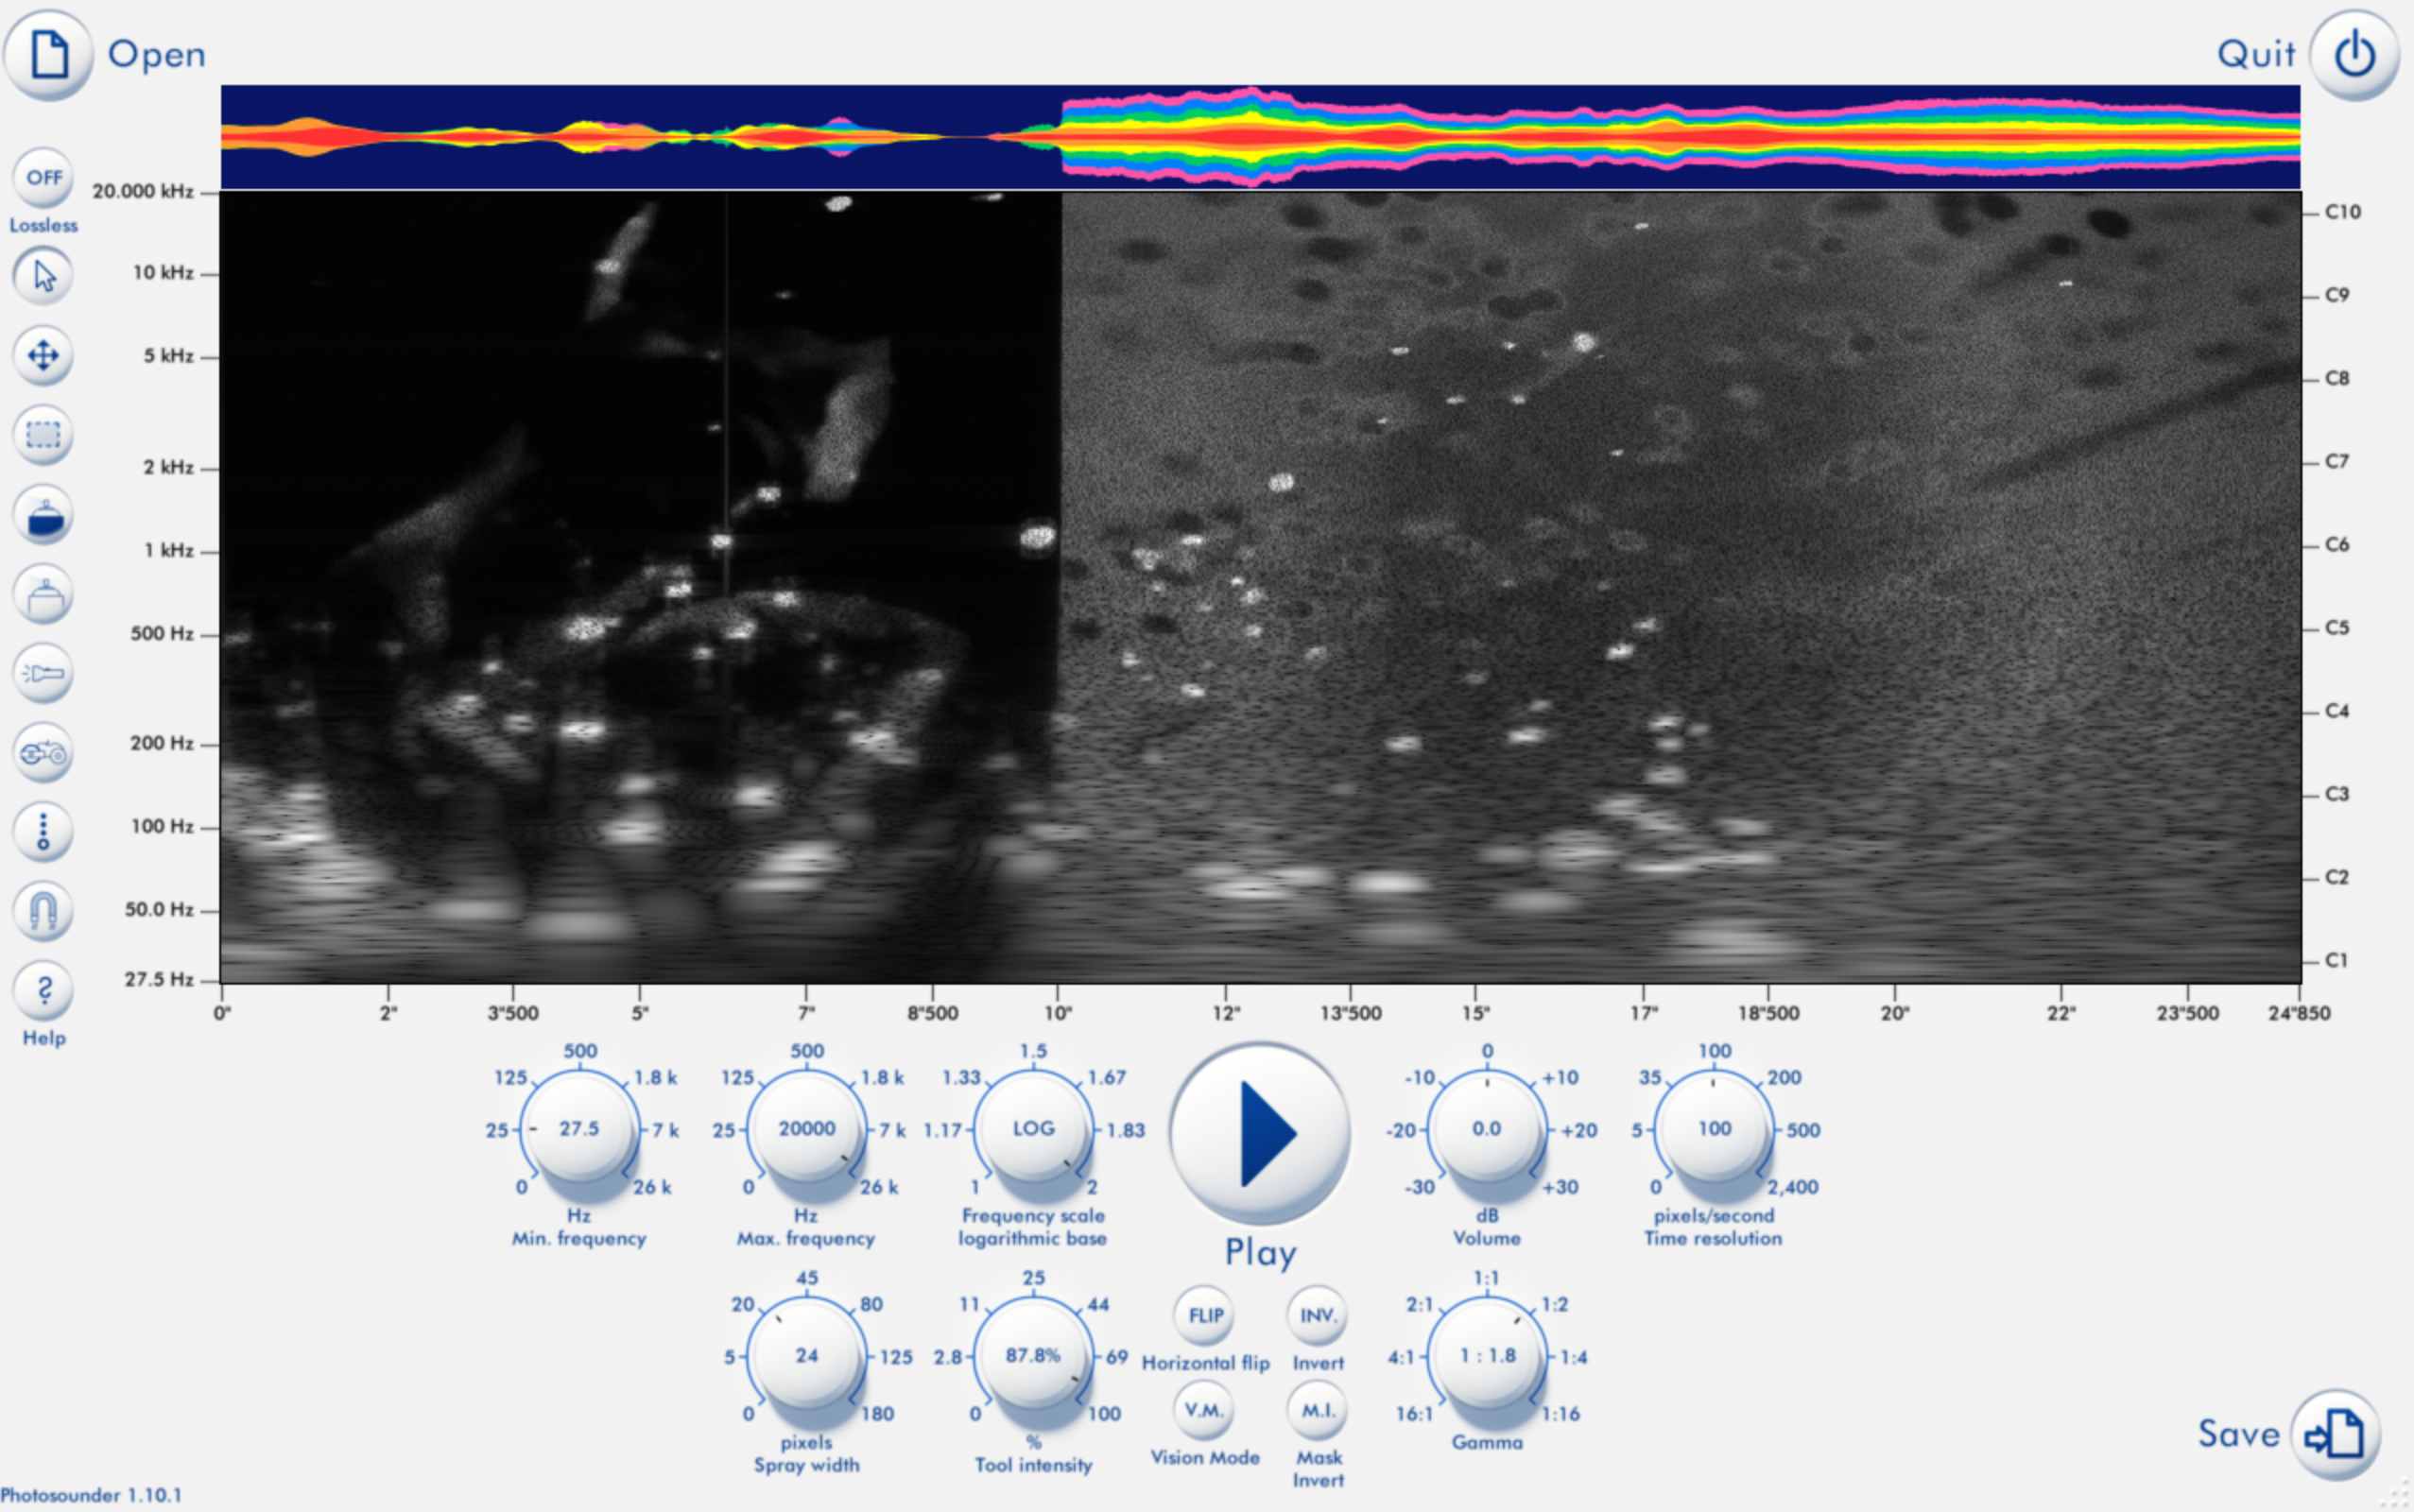 Open
Quit
OFF
Lossless
20.000 kHz
10 kHz
5 kHz
2 kHz
1 kHz
500 Hz
200 Hz
100 Hz
50.0 Hz
27.5 Hz
C10
C9
C8
C7
C6
C5
C4
C3
C2
C1
?
Help
0" 2" 3"500 5" 7" 8"500 10" 12" 13"500 15" 17" 18"500 20" 22" 23"500 24"850
500
125 1.8 k
25 27.5 7 k
0 26 k
Hz
Min. frequency
500
125 1.8 k
25 20000 7 k
0 26 k
Hz
Max. frequency
1.5
1.33 1.67
1.17 LOG 1.83
1 2
Frequency scale
logarithmic base
Play
0
-10 +10
-20 0.0 +20
-30 +30
dB
Volume
100
35 200
5 100 500
0 2,400
pixels/second
Time resolution
45
20 80
5 24 125
0 180
pixels
Spray width
25
11 44
2.8 87.8% 69
0 100
%
Tool intensity
FLIP
Horizontal flip
INV.
Invert
V.M.
Vision Mode
M.I.
Mask
Invert
1:1
2:1 1:2
4:1 1 : 1.8 1:4
16:1 1:16
Gamma
Save
Photosounder 1.10.1